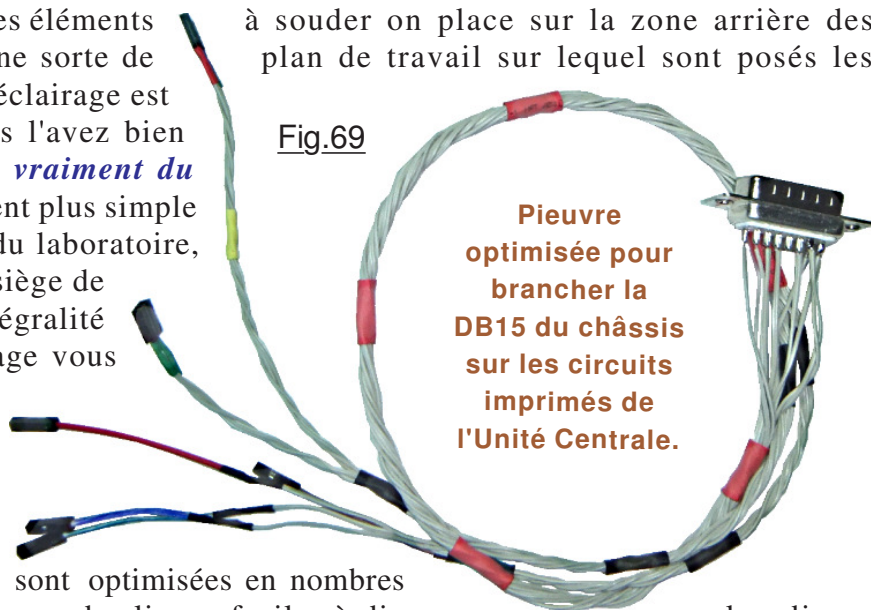 es éléments
ne sorte de
éclairage est
s l'avez bien
vraiment du
ent plus simple
du laboratoire,
siège de
égralité
age vous
à souder on place sur la zone arrière des
plan de travail sur lequel sont posés les
Fig.69
Pieuvre
optimisée pour
brancher la
DB15 du châssis
sur les circuits
imprimés de
l'Unité Centrale.
sont optimisées en nombres